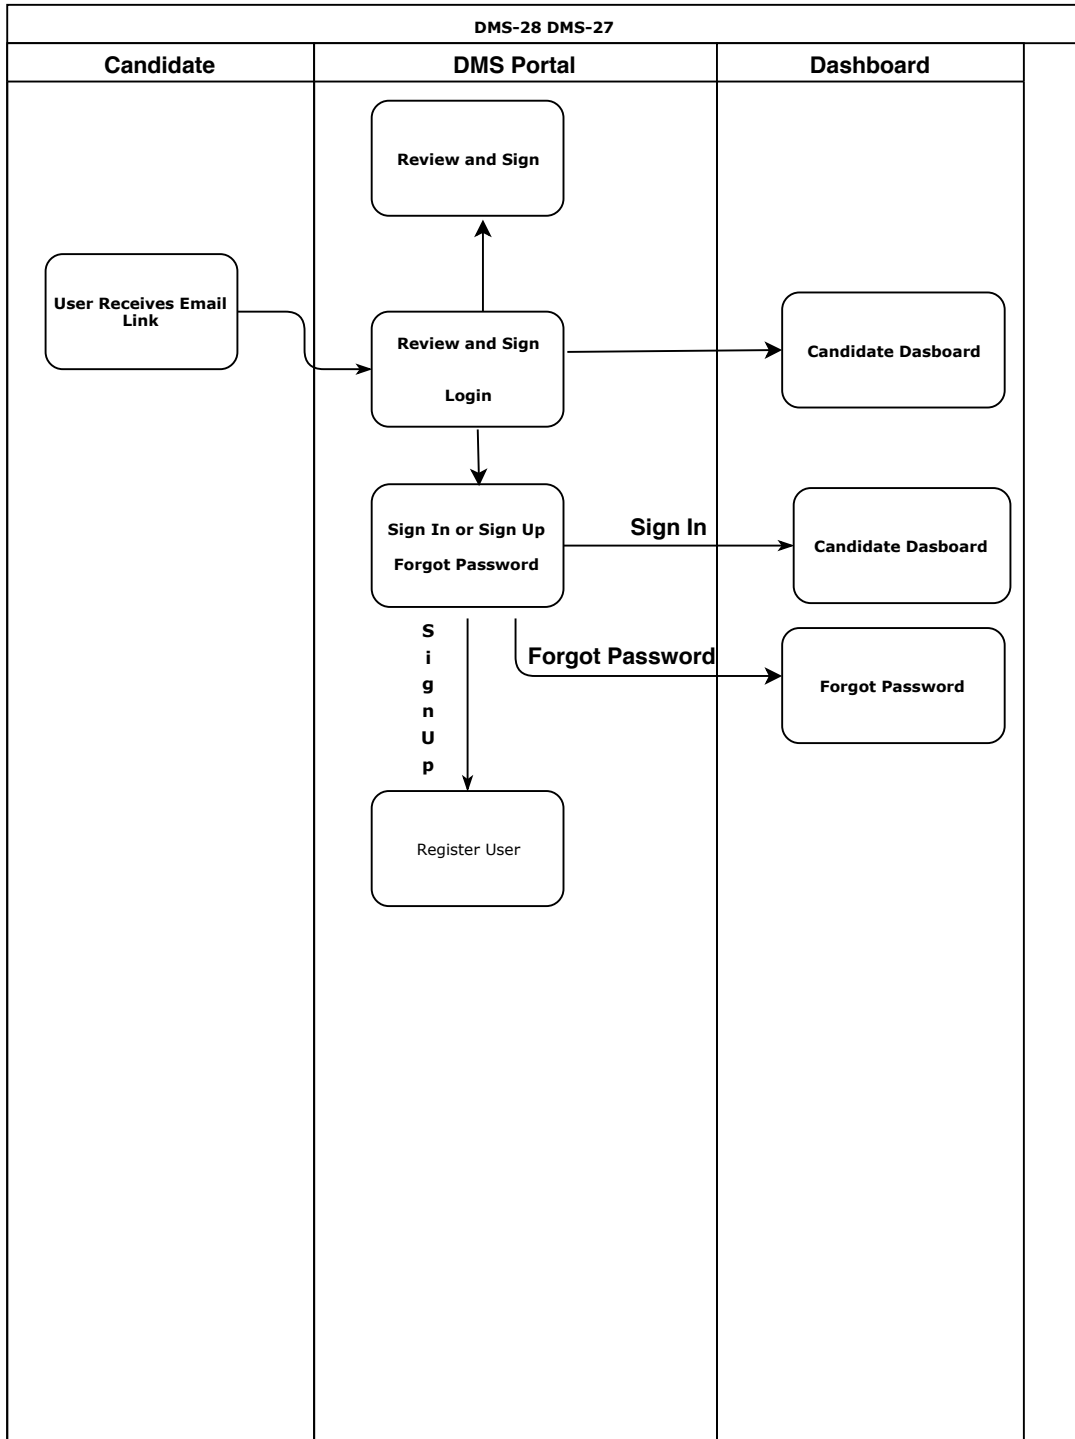 DMS-28 DMS-27
Candidate
DMS Portal
Dashboard
Review and Sign
User Receives Email
Link
Review and Sign
Login
Candidate Dasboard
Sign In or Sign Up
Forgot Password
Sign In
Candidate Dasboard
S
i
g
n
U
p
Forgot Password
Forgot Password
Register User